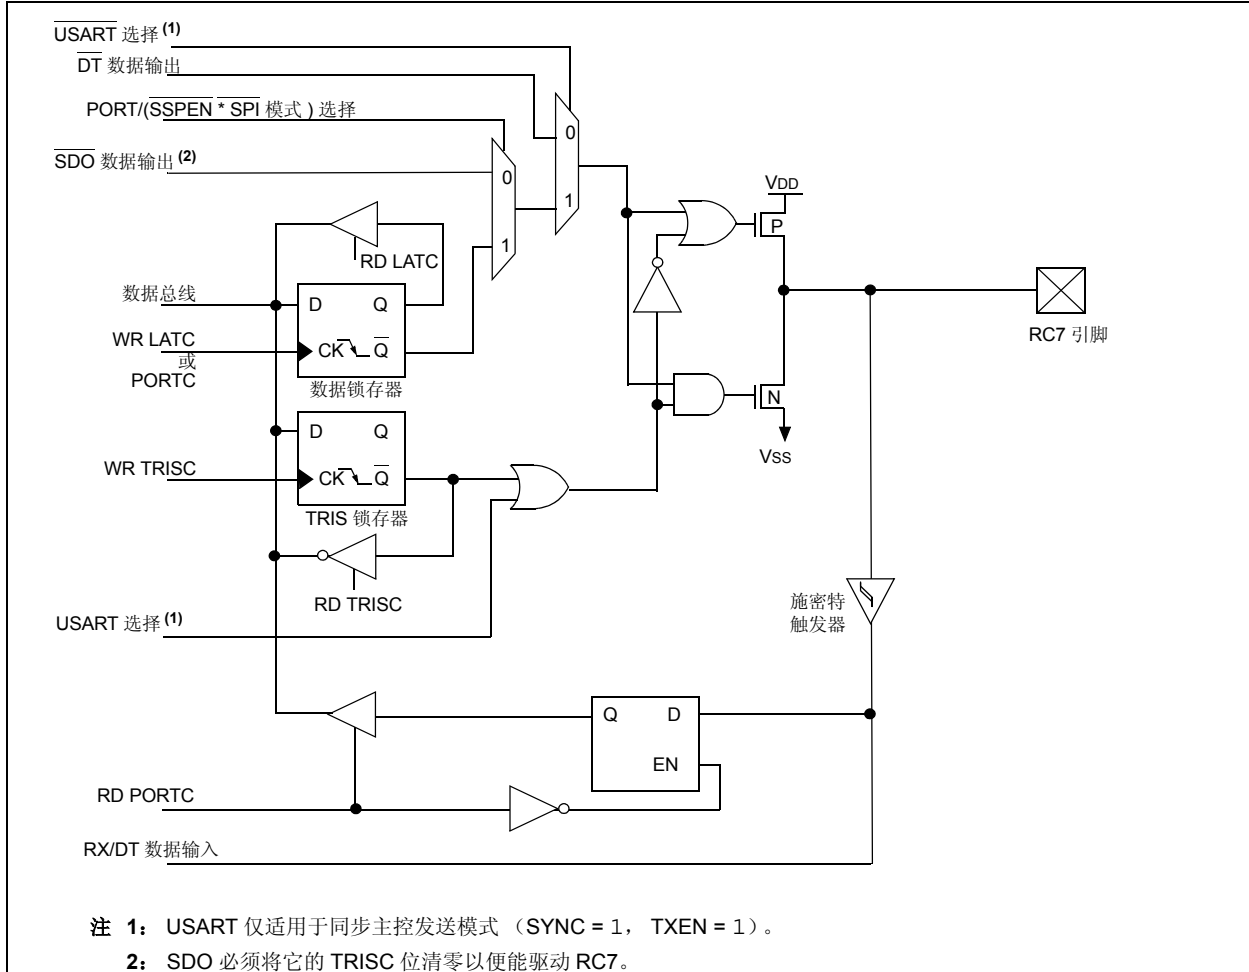 USART 选择 (1)
DT 数据输出
PORT/(SSPEN * SPI 模式 ) 选择
SDO 数据输出 (2)
0
1
0
1
VDD
P
RD LATC
数据总线
D Q
WR LATC
或
PORTC
CK Q
数据锁存器
RC7 引脚
N
VSS
D Q
WR TRISC
CK Q
TRIS 锁存器
RD TRISC
USART 选择 (1)
施密特
触发器
Q D
EN
RD PORTC
RX/DT 数据输入
注 1： USART 仅适用于同步主控发送模式 （SYNC = 1， TXEN = 1）。
2： SDO 必须将它的 TRISC 位清零以便能驱动 RC7。